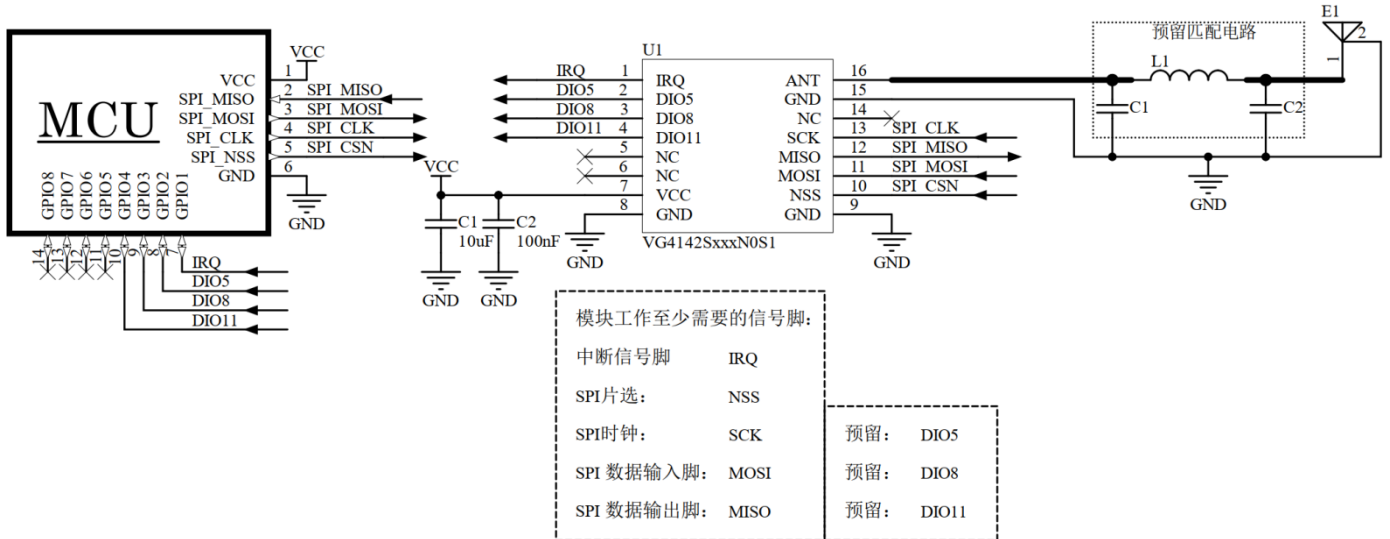 MCU
VCC
VCC 1
SPI_MISO 2 SPI_MISO
SPI_MOSI 3 SPI_MOSI
SPI_CLK 4 SPI_CLK
SPI_NSS 5 SPI_CSN
GND 6
GND
GPIO8 GPIO7 GPIO6 GPIO5 GPIO4 GPIO3 GPIO2 GPIO1
14 13 12 11 10 9 8 7
IRQ
DIO5
DIO8
DIO11
U1
IRQ 1 IRQ
DIO5 2 DIO5
DIO8 3 DIO8
DIO11 4 DIO11
5 NC
6 NC
VCC
7 VCC
8 GND
C1
10uF
C2
100nF
GND
GND
GND
ANT 16
GND 15
NC 14
SCK 13 SPI_CLK
MISO 12 SPI_MISO
MOSI 11 SPI_MOSI
NSS 10 SPI_CSN
GND 9
GND
VG4142SxxxN0S1
预留匹配电路
L1
C1
C2
GND
E1
1
2
模块工作至少需要的信号脚:
中断信号脚 IRQ
SPI片选: NSS
SPI时钟: SCK
SPI 数据输入脚: MOSI
SPI 数据输出脚: MISO
预留: DIO5
预留: DIO8
预留: DIO11